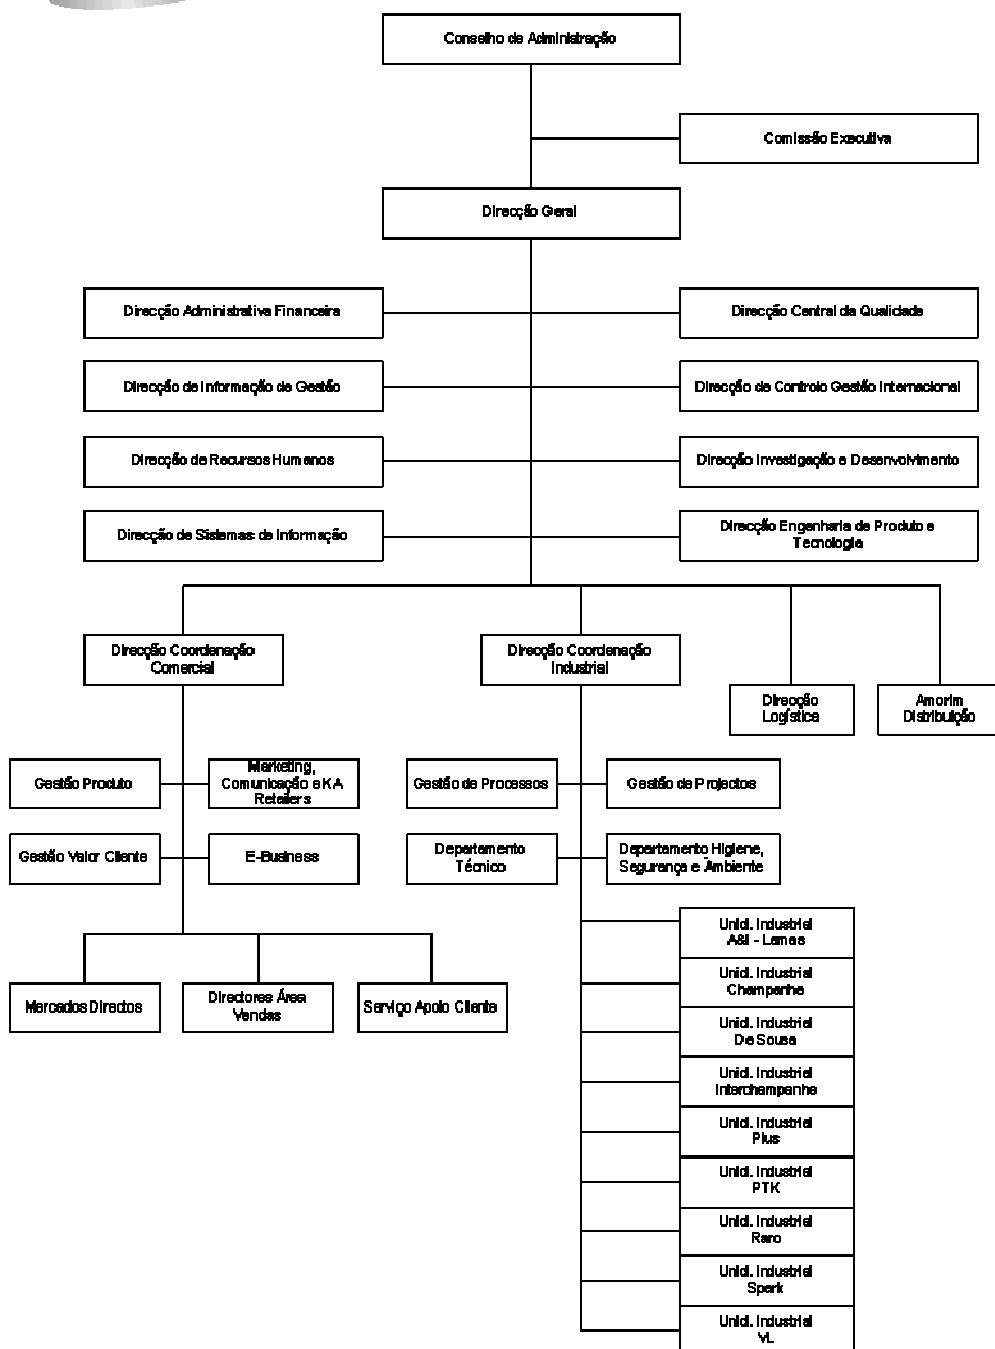 Conselho de Administração
Comissão Executiva
Direcção Geral
Direcção Administrativa Financeira
Direcção Central da Qualidade
Direcção de Informação de Gestão
Direcção de Controlo Gestão Internacional
Direcção de Recursos Humanos
Direcção Investigação e Desenvolvimento
Direcção de Sistemas de Informação
Direcção Engenharia de Produto e
Tecnologia
Direcção Coordenação
Comercial
Direcção Coordenação
Industrial
Direcção
Logística
Amorim
Distribuição
Gestão Produto
Marketing,
Comunicação e KA
Retailers
Gestão de Processos
Gestão de Projectos
Gestão Valor Cliente
E-Business
Departamento
Técnico
Departamento Higiene,
Segurança e Ambiente
Unid. Industrial
A&I - Lamas
Unid. Industrial
Champanhe
Unid. Industrial
De Sousa
Unid. Industrial
Interchampanhe
Unid. Industrial
Plus
Unid. Industrial
PTK
Unid. Industrial
Raro
Unid. Industrial
Spark
Unid. Industrial
VL
Mercados Directos
Directores Área
Vendas
Serviço Apoio Cliente